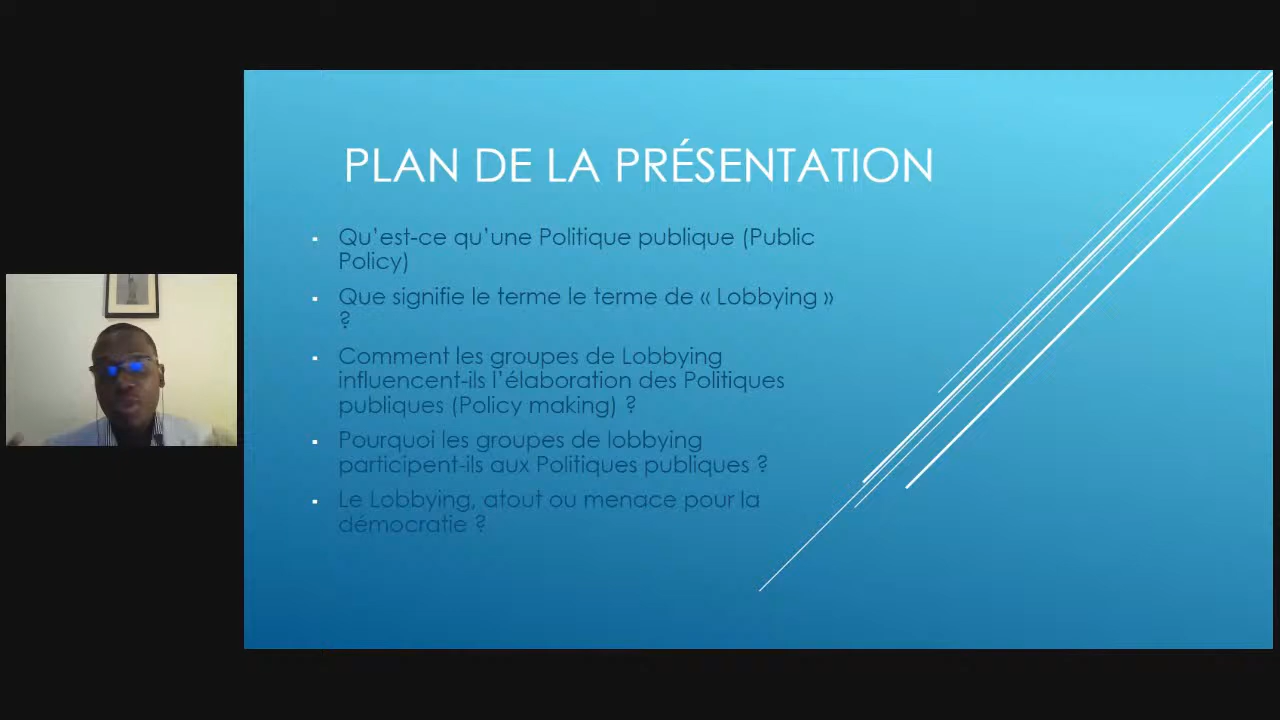 PLAN DE LA PRÉSENTATION
Qu’est-ce qu’une Politique publique (Public
Policy)
Que signifie le terme le terme de « Lobbying »
?
Comment les groupes de Lobbying
influencent-ils l’élaboration des Politiques
publiques (Policy making) ?
Pourquoi les groupes de lobbying
participent-ils aux Politiques publiques ?
Le Lobbying, atout ou menace pour la
démocratie ?